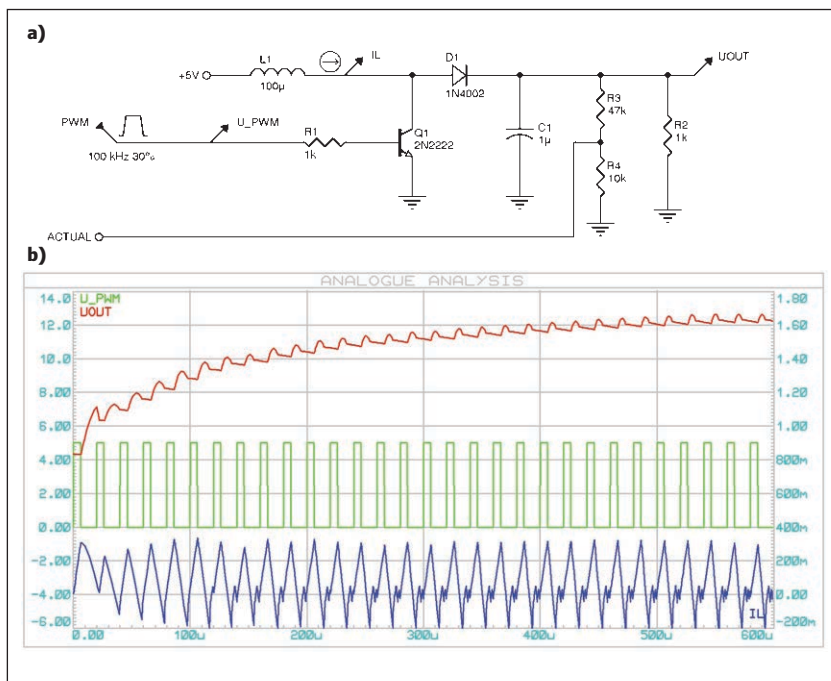 a)
IL
L1
+5V
100µ
D1
1N4002
UOUT
PWM
U_PWM
100 kHz 30%
R1
1k
Q1
2N2222
C1
1µ
R3
47k
R4
10k
R2
1k
ACTUAL
b)
ANALOGUE ANALYSIS
14.0 U_PWM 1.80
UOUT
12.0 1.60
10.0 1.40
8.00 1.20
6.00 1.00
4.00 800m
2.00 600m
0.00 400m
-2.00 200m
-4.00 0.00
-6.00 IL -200m
0.00 100u 200u 300u 400u 500u 600u